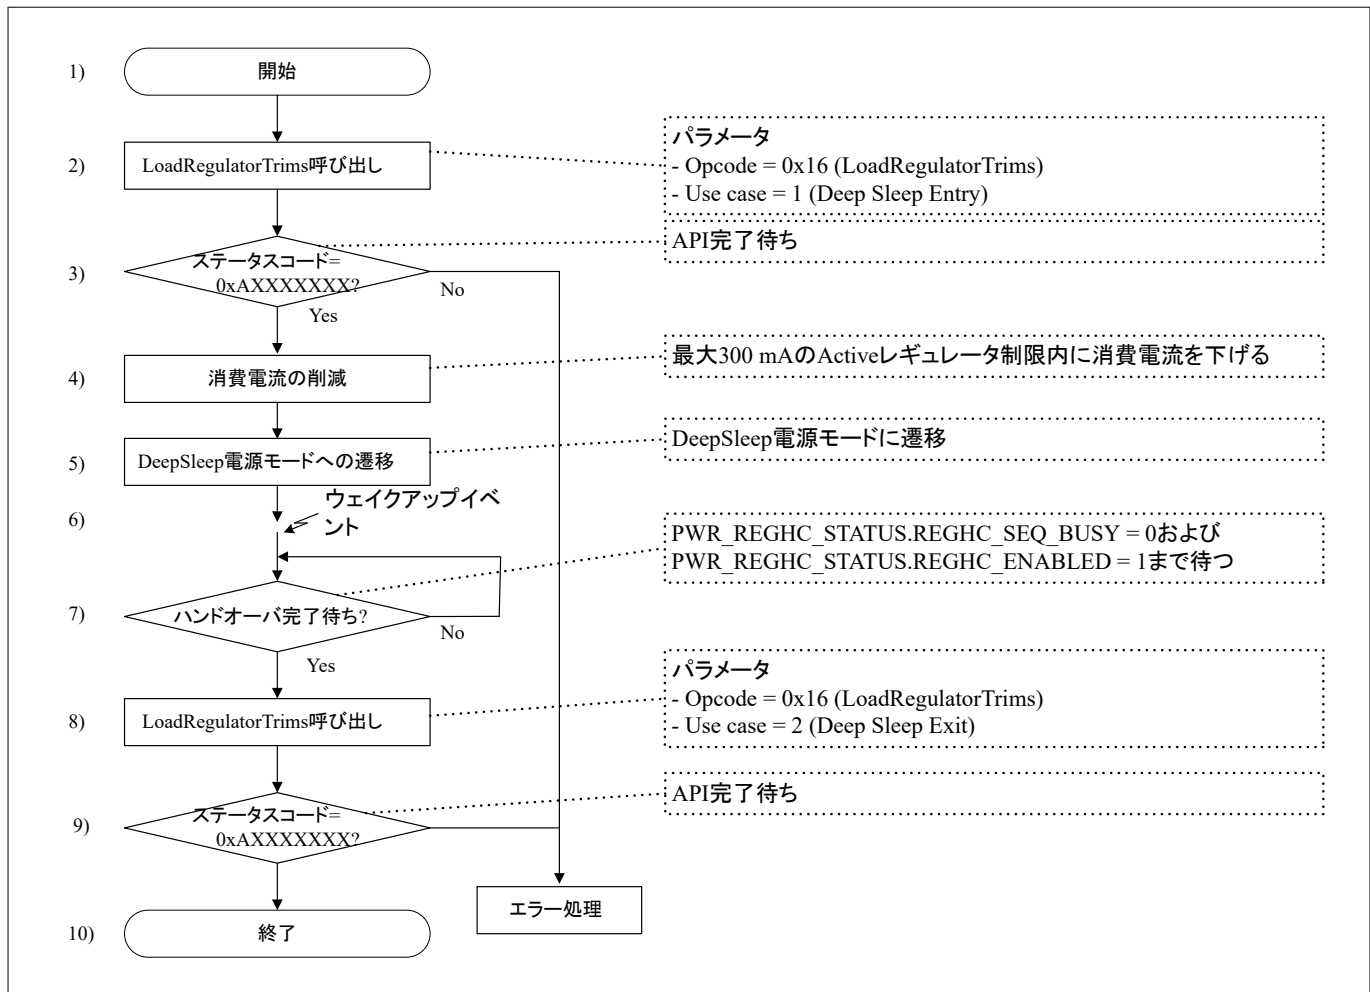 1)
開始
2)
LoadRegulatorTrims呼び出し
パラメータ
- Opcode = 0x16 (LoadRegulatorTrims)
- Use case = 1 (Deep Sleep Entry)
3)
ステータスコード=
0xAXXXXXXX?
No
Yes
API完了待ち
4)
消費電流の削減
最大300 mAのActiveレギュレータ制限内に消費電流を下げる
5)
DeepSleep電源モードへの遷移
DeepSleep電源モードに遷移
6)
ウェイクアップイベ
ント
7)
ハンドオーバ完了待ち?
No
Yes
PWR_REGHC_STATUS.REGHC_SEQ_BUSY = 0および
PWR_REGHC_STATUS.REGHC_ENABLED = 1まで待つ
8)
LoadRegulatorTrims呼び出し
パラメータ
- Opcode = 0x16 (LoadRegulatorTrims)
- Use case = 2 (Deep Sleep Exit)
9)
ステータスコード=
0xAXXXXXXX?
API完了待ち
エラー処理
10)
終了